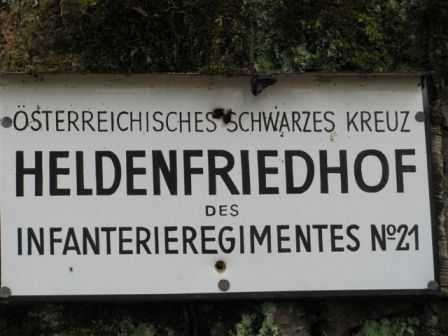 ÖSTERREICHISCHES SCHWARZES KREUZ
HELDENFRIEDHOF
DES
INFANTERIEREGIMENTES Nº21